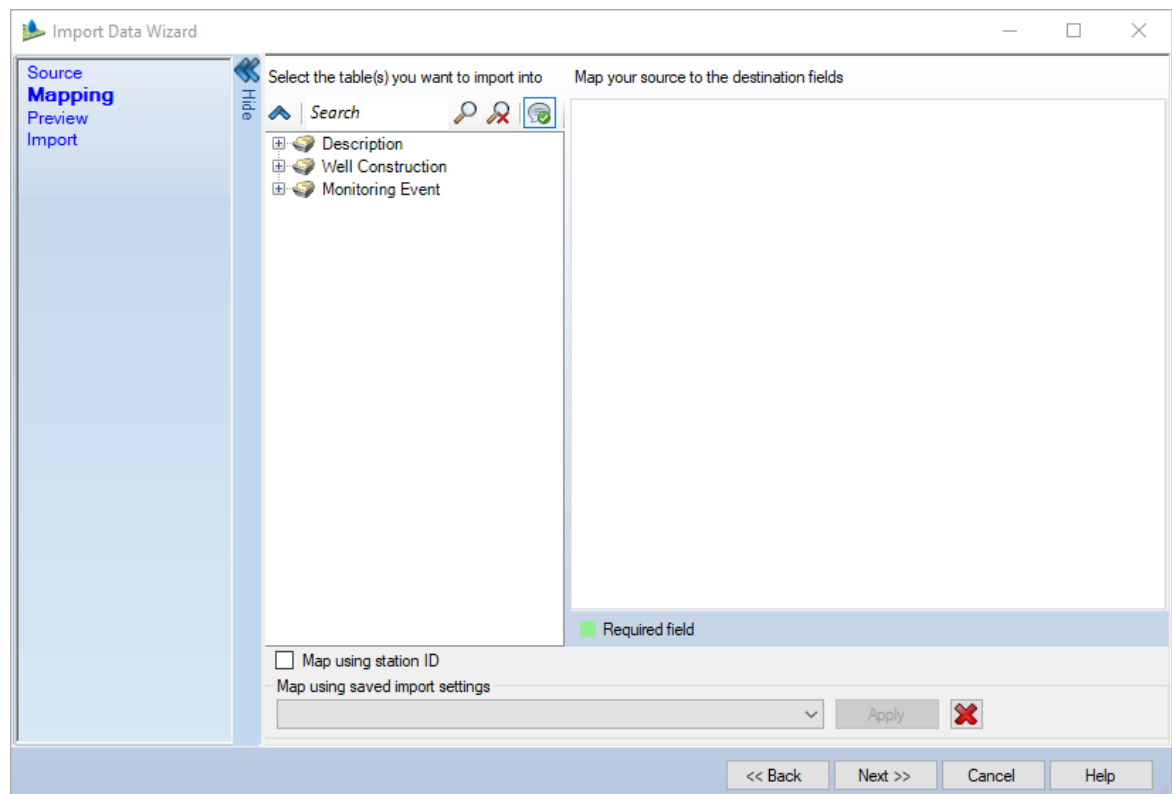 Import Data Wizard
Source
Mapping
Preview
Import
Hide
Select the table(s) you want to import into
Search
Description
Well Construction
Monitoring Event
Map your source to the destination fields
Required field
Map using station ID
Map using saved import settings
Apply
<< Back
Next >>
Cancel
Help